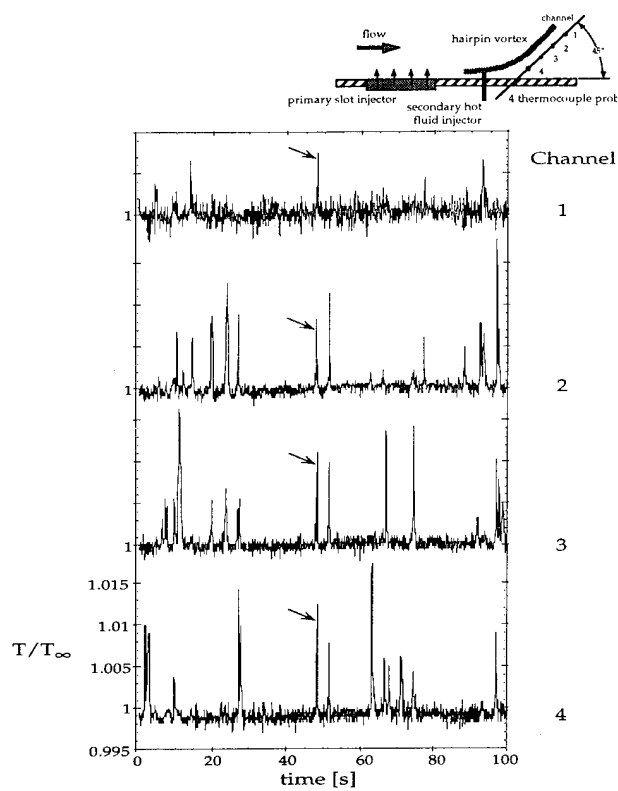 channel
flow
hairpin vortex
1
2
3
4
45°
primary slot injector
secondary hot
fluid injector
4 thermocouple prob
Channel
1
1
1
2
1
3
1.015
1.01
1.005
1
0.995
T/T∞
4
0
20
40
60
80
100
time [s]